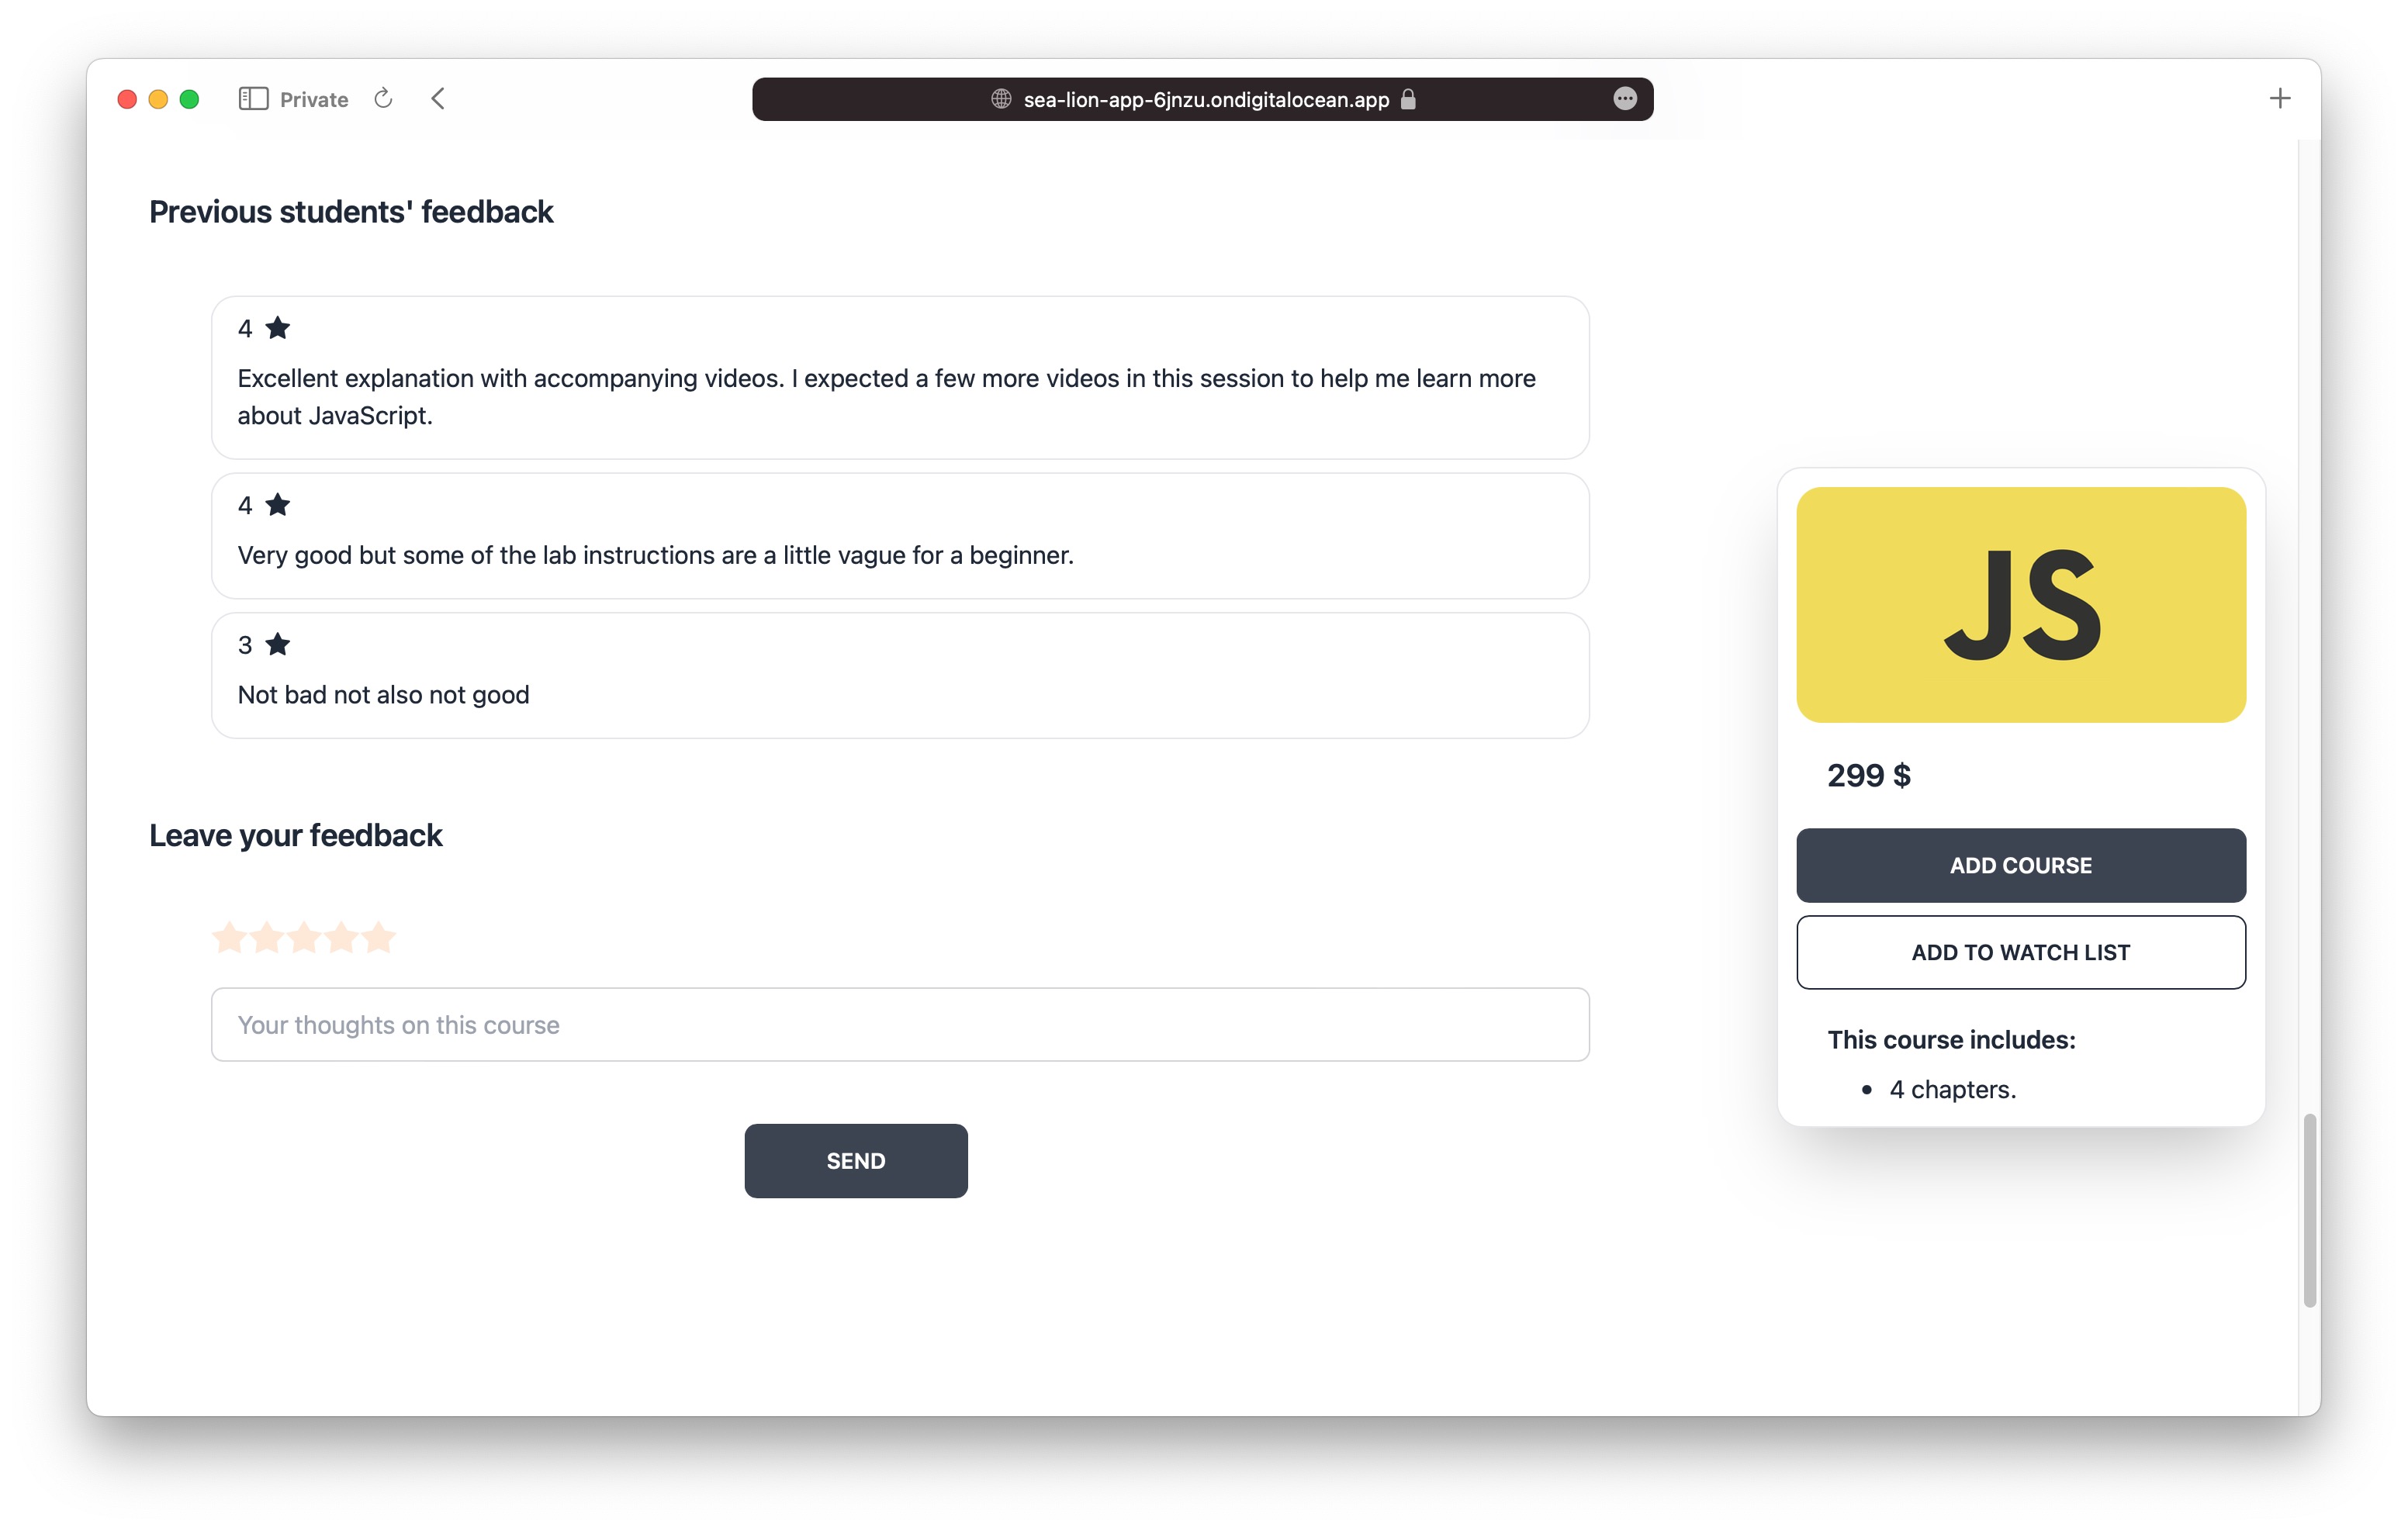 Private
sea-lion-app-6jnzu.ondigitalocean.app
Previous students' feedback
4
Excellent explanation with accompanying videos. I expected a few more videos in this session to help me learn more
about JavaScript.
4
Very good but some of the lab instructions are a little vague for a beginner.
3
Not bad not also not good
Leave your feedback
Your thoughts on this course
SEND
JS
299 $
ADD COURSE
ADD TO WATCH LIST
This course includes:
• 4 chapters.